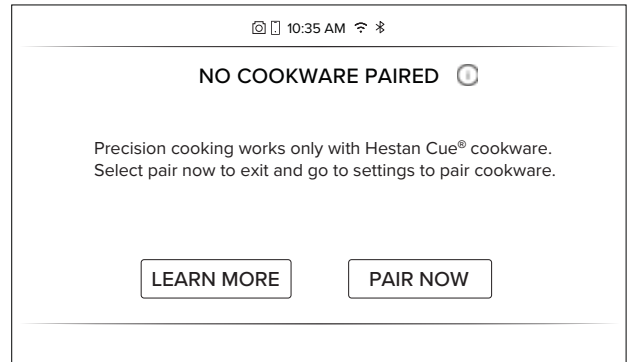 10:35 AM
NO COOKWARE PAIRED
Precision cooking works only with Hestan Cue® cookware.
Select pair now to exit and go to settings to pair cookware.
LEARN MORE
PAIR NOW